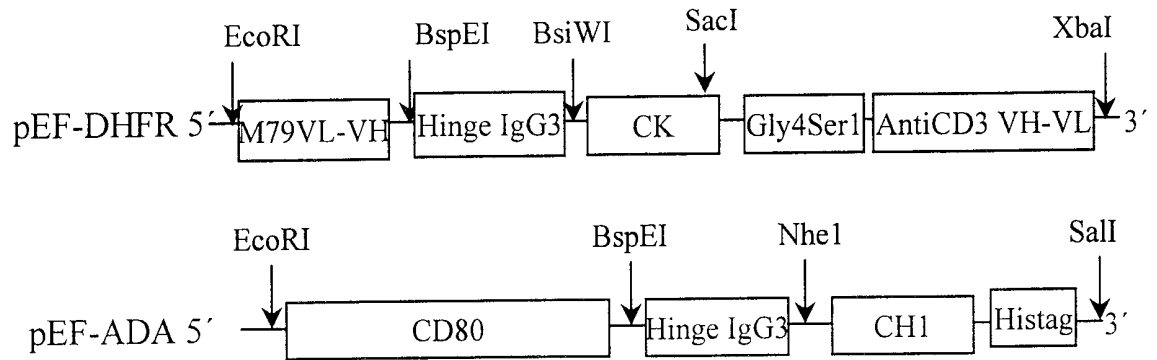 EcoRI BspEI BsiWI SacI XbaI
pEF-DHFR 5´ M79VL-VH Hinge IgG3 CK Gly4Ser1 AntiCD3 VH-VL 3´
EcoRI BspEI Nhe1 SalI
pEF-ADA 5´ CD80 Hinge IgG3 CH1 Histag 3´